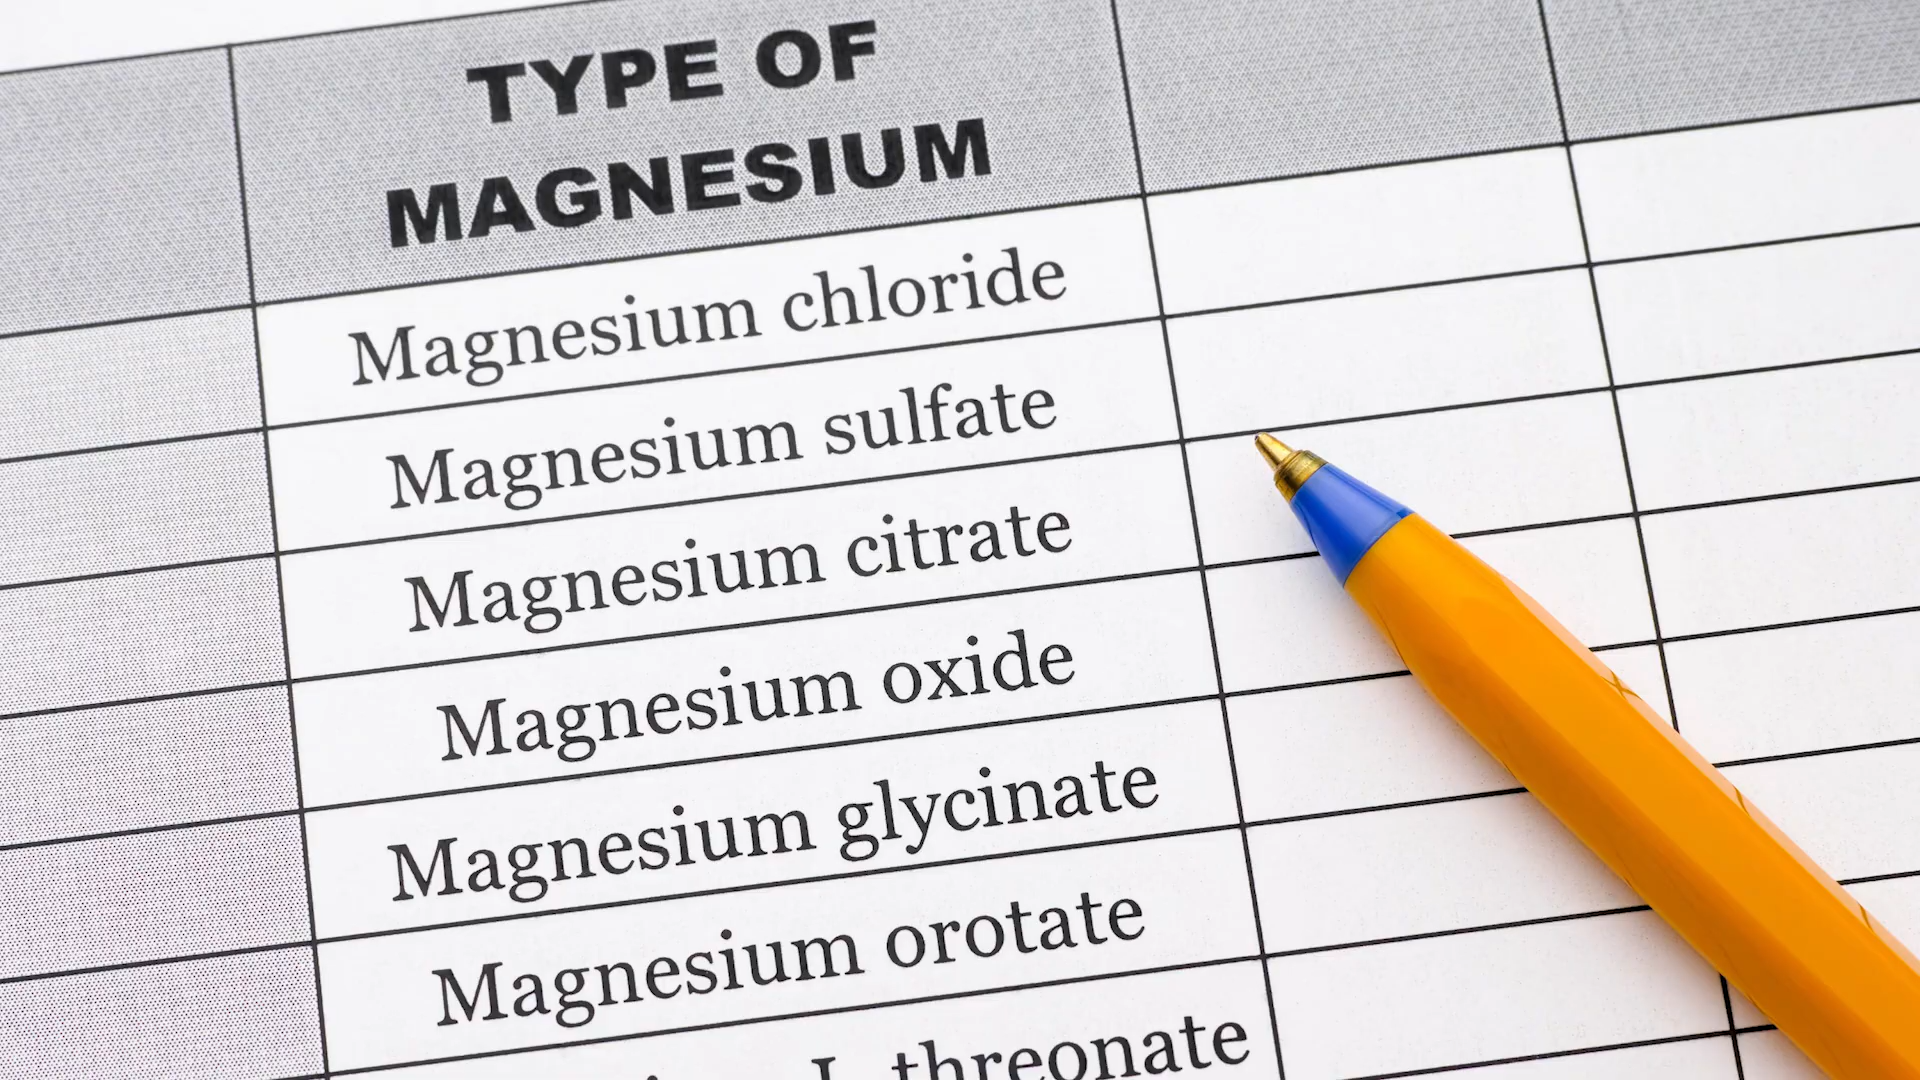 TYPE OF
MAGNESIUM
Magnesium chloride
Magnesium sulfate
Magnesium citrate
Magnesium oxide
Magnesium glycinate
Magnesium orotate
L-threonate